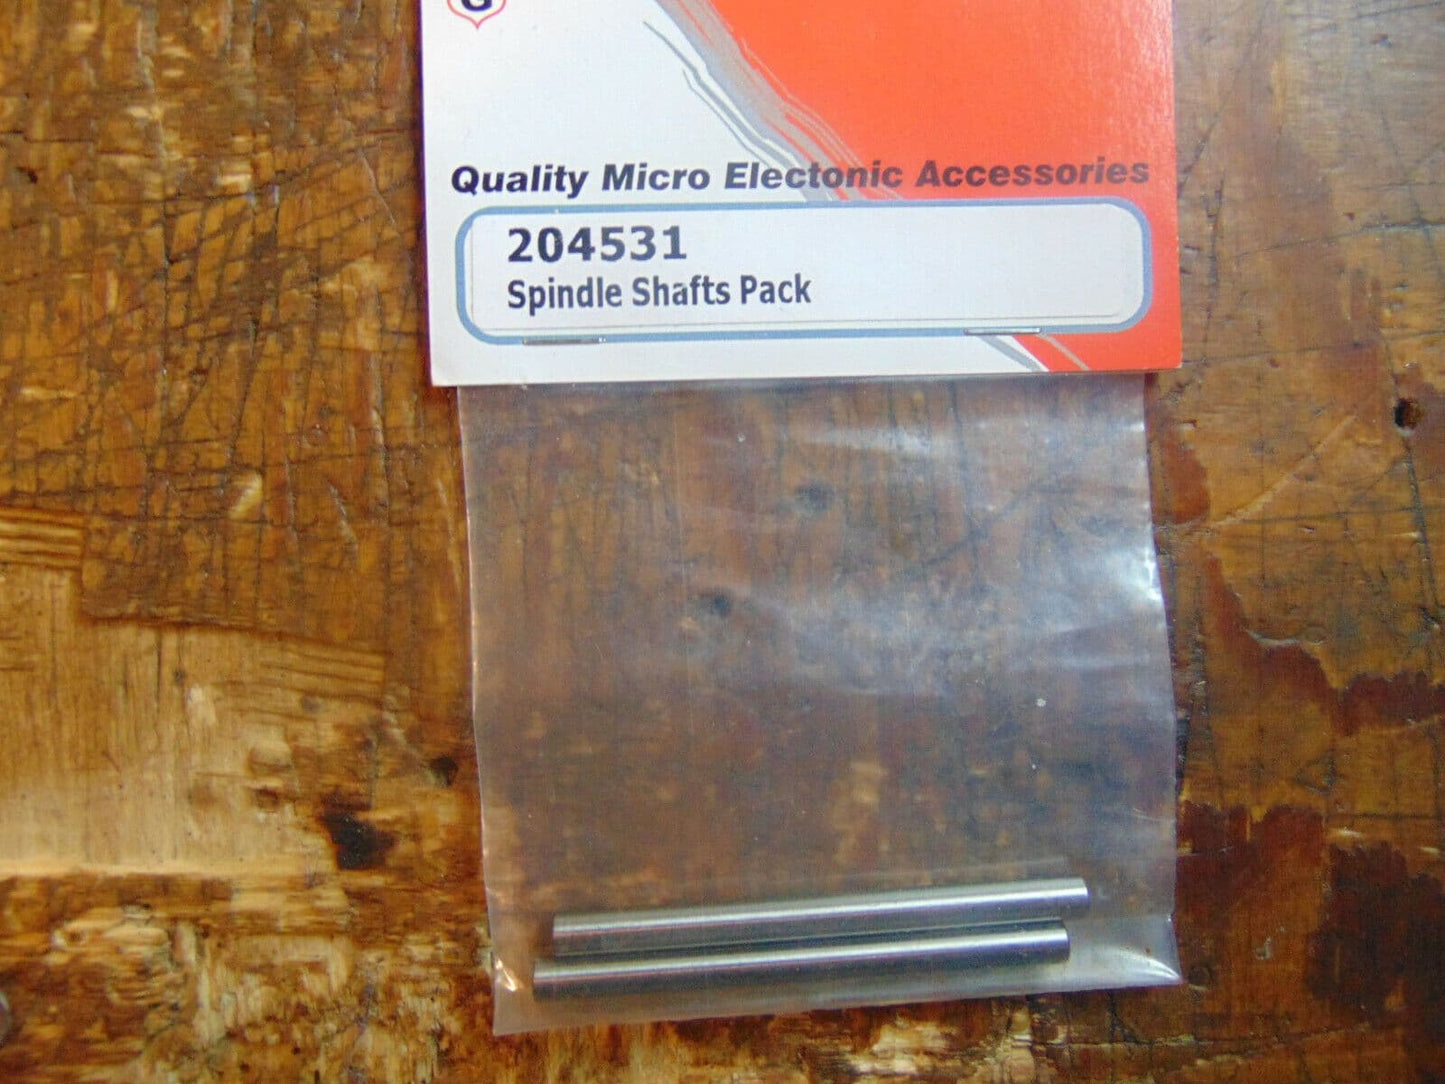 G
Quality Micro Electonic Accessories
204531
Spindle Shafts Pack